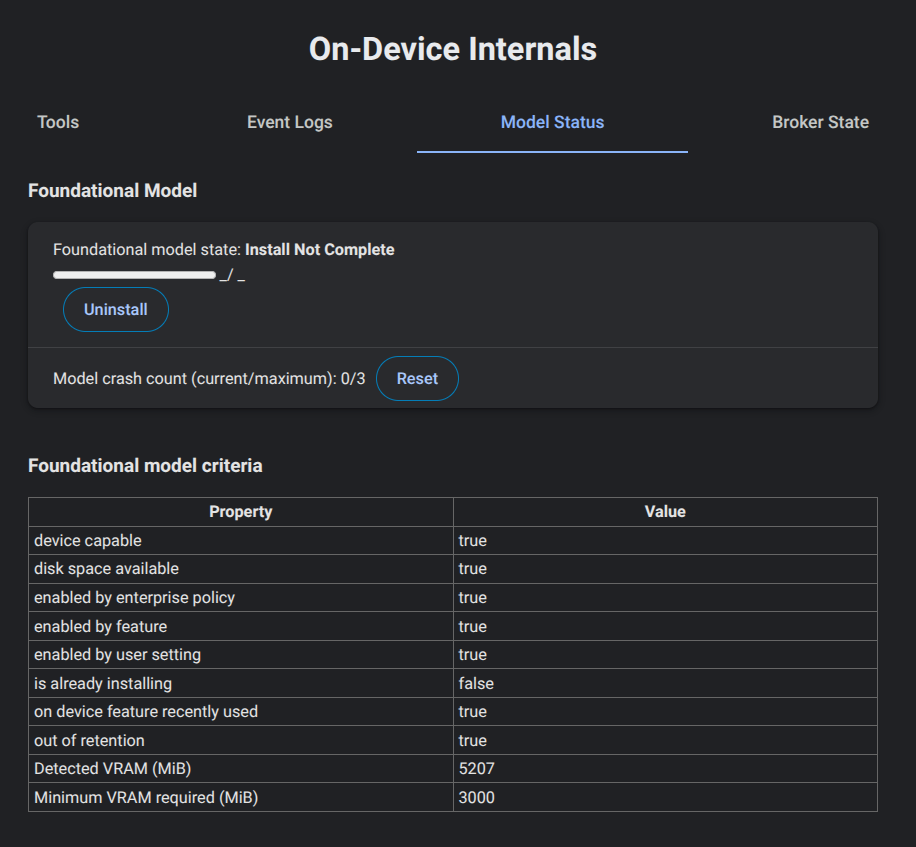 On-Device Internals
Tools Event Logs Model Status Broker State
Foundational Model
Foundational model state: Install Not Complete
_/ _
Uninstall
Model crash count (current/maximum): 0/3 Reset
Foundational model criteria
Property Value
device capable true
disk space available true
enabled by enterprise policy true
enabled by feature true
enabled by user setting true
is already installing false
on device feature recently used true
out of retention true
Detected VRAM (MiB) 5207
Minimum VRAM required (MiB) 3000